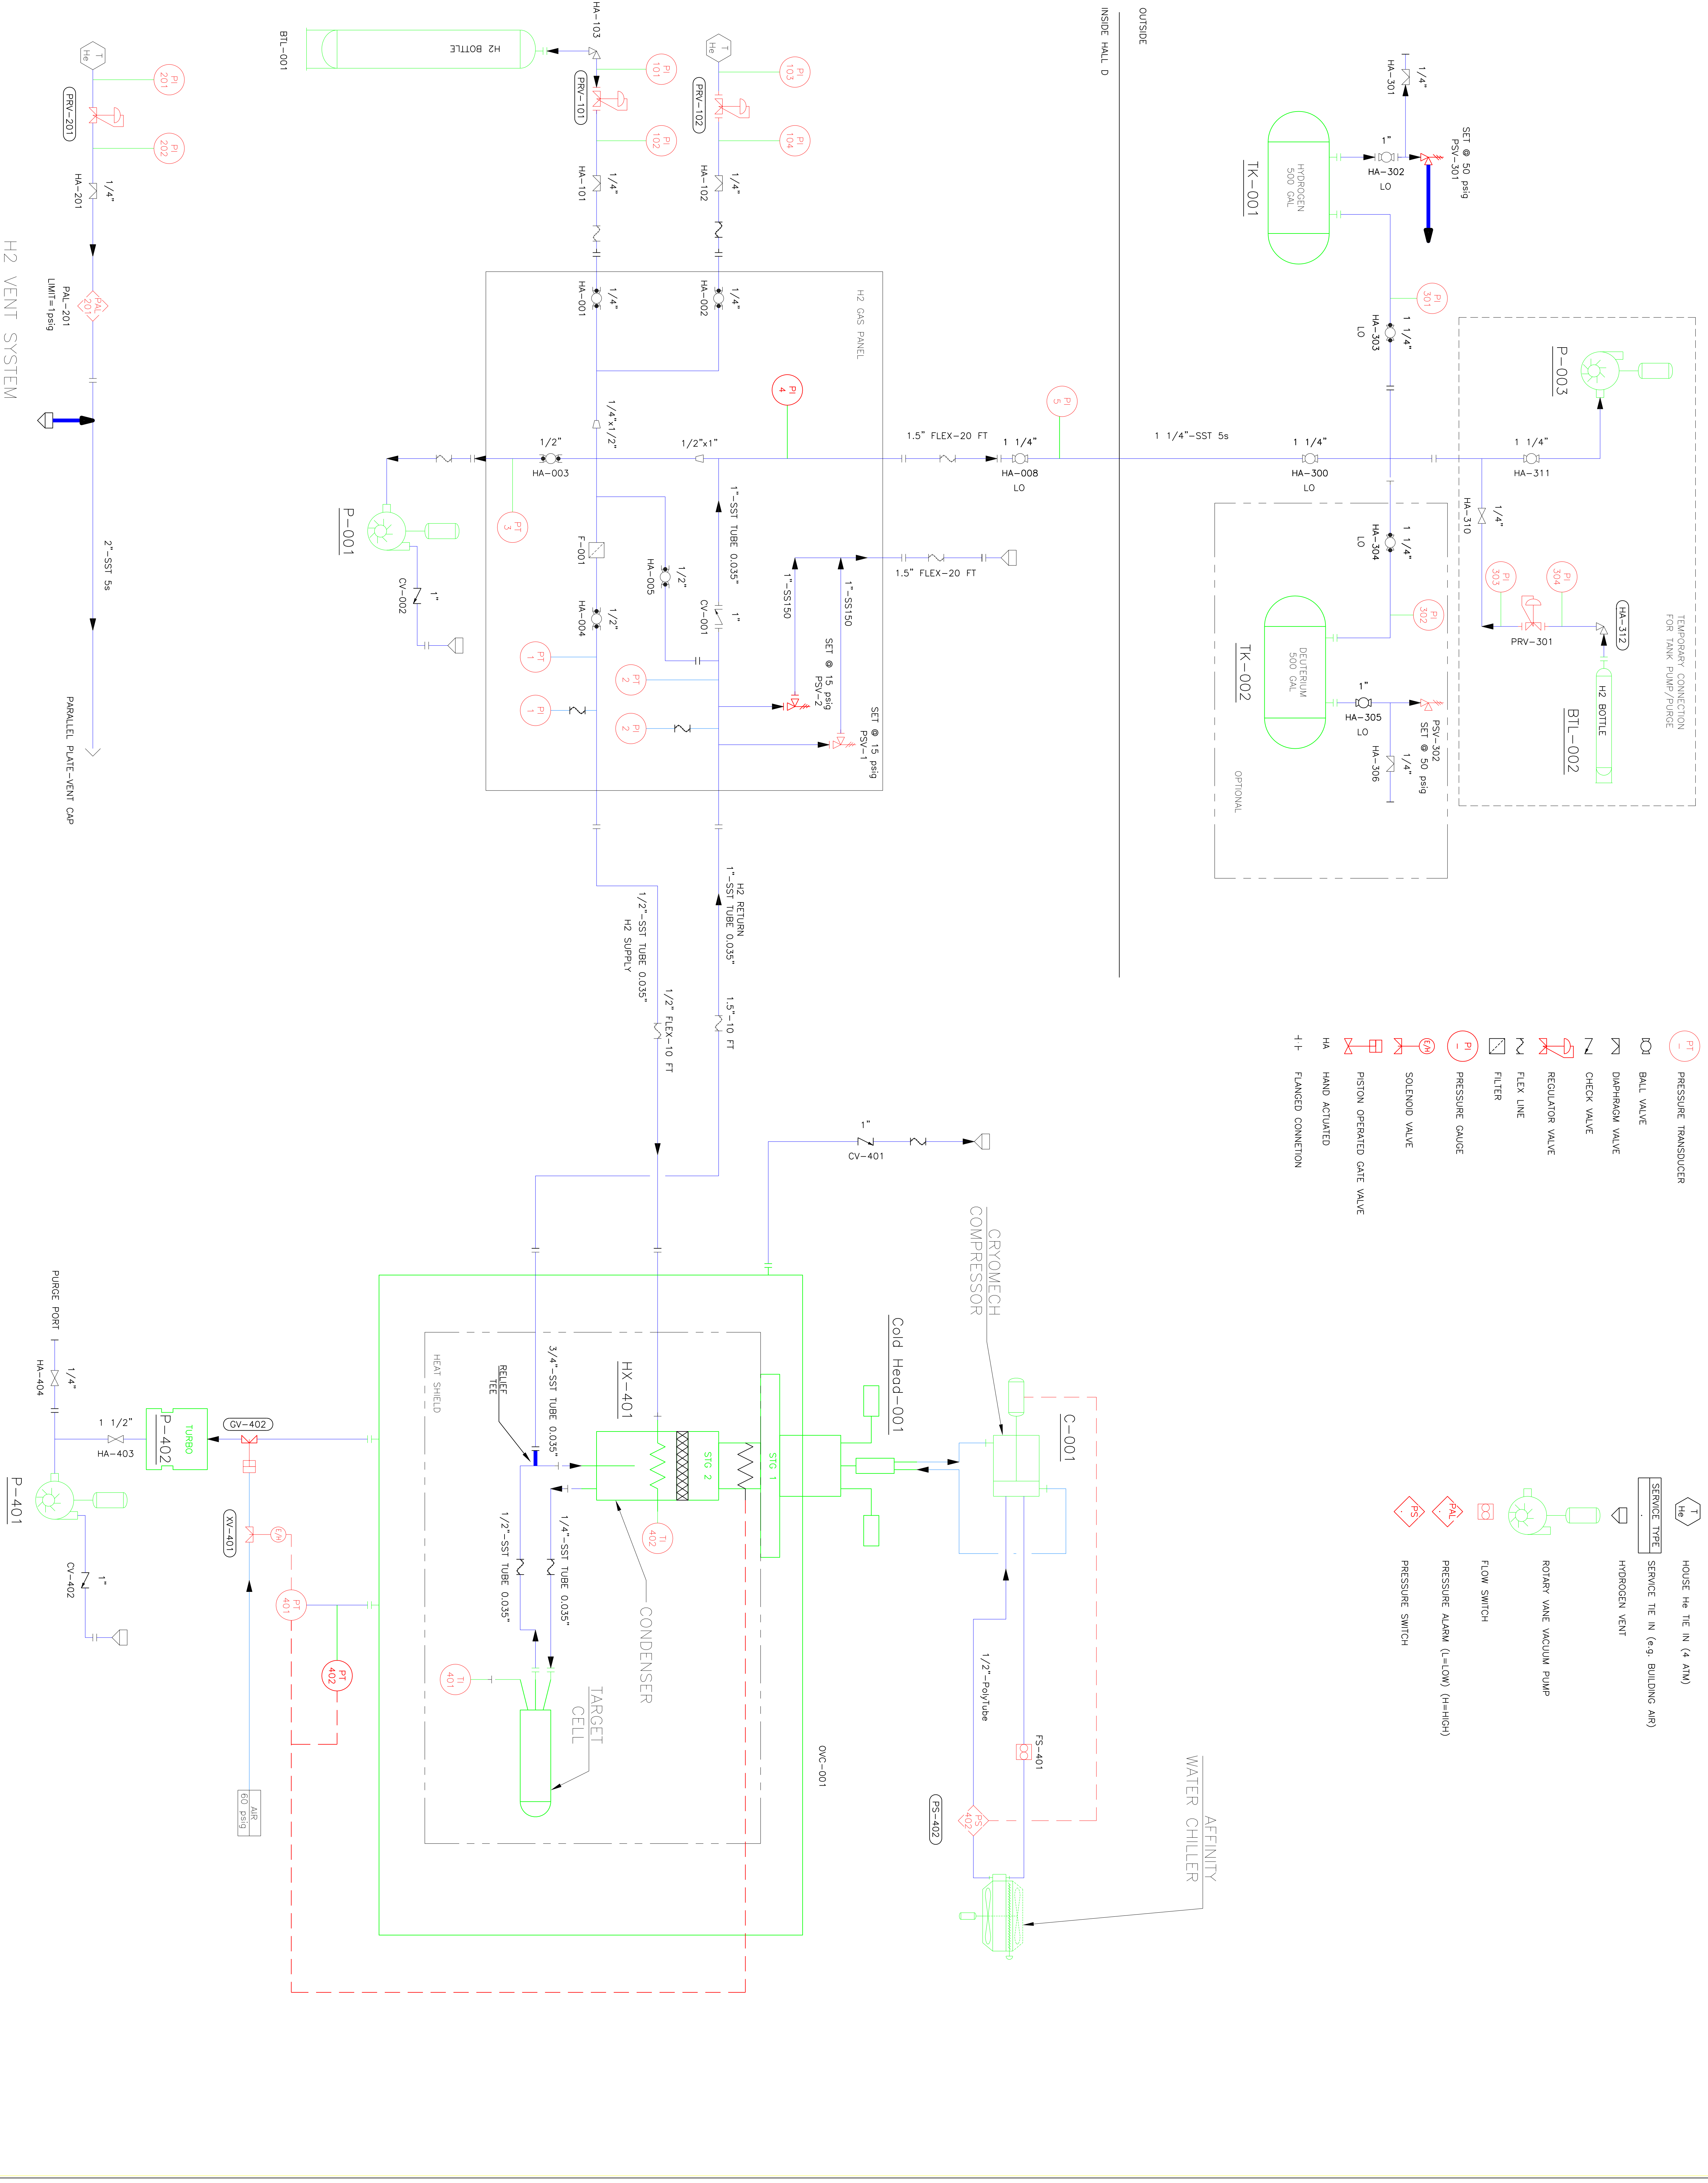 OUTSIDE
INSIDE HALL D
TEMPORARY CONNECTION
FOR TANK PUMP/PURGE
P-003
1 1/4"
HA-311
1/4"
HA-310
PI
303
PI
304
PRV-301
HA-312
H2 BOTTLE
BTL-002
1/4"
HA-301
SET @ 50 psig
PSV-301
1"
HA-302
LO
HYDROGEN
500 GAL
TK-001
PI
301
1 1/4"
HA-303
LO
1 1/4"-SST 5s
1 1/4"
HA-300
LO
1 1/4"
HA-304
LO
PI
302
DEUTERIUM
500 GAL
TK-002
1"
HA-305
LO
PSV-302
SET @ 50 psig
1/4"
HA-306
OPTIONAL
HA-103
H2 BOTTLE
BTL-001
T
He
PI
103
PRV-102
PI
104
PI
101
PRV-101
PI
102
1/4"
HA-102
1/4"
HA-101
H2 GAS PANEL
1/4"
HA-002
1/4"
HA-001
1/4"x1/2"
1/2"
HA-003
1/2"x1"
PI
4
PT
3
P-001
1"
CV-002
1.5" FLEX-20 FT
1 1/4"
HA-008
LO
PI
5
F-001
1/2"
HA-004
1/2"
HA-005
1"-SST TUBE 0.035"
1"
CV-001
PT
1
PI
1
PT
2
PI
2
1"-SS150
1"-SS150
SET @ 15 psig
PSV-2
SET @ 15 psig
PSV-1
1.5" FLEX-20 FT
H2 RETURN
1"-SST TUBE 0.035"
1/2"-SST TUBE 0.035"
H2 SUPPLY
1.5"-10 FT
1/2" FLEX-10 FT
T
He
PI
201
PRV-201
PI
202
1/4"
HA-201
PAL
201
PAL-201
LIMIT=1psig
2"-SST 5s
PARALLEL PLATE-VENT CAP
H2 VENT SYSTEM
PT
_
PRESSURE TRANSDUCER
BALL VALVE
DIAPHRAGM VALVE
CHECK VALVE
REGULATOR VALVE
FLEX LINE
FILTER
PI
_
PRESSURE GAUGE
E/M
SOLENOID VALVE
PISTON OPERATED GATE VALVE
HA
HAND ACTUATED
FLANGED CONNETION
T
He
HOUSE He TIE IN (4 ATM)
SERVICE TYPE
SERVICE TIE IN (e.g. BUILDING AIR)
HYDROGEN VENT
ROTARY VANE VACUUM PUMP
FLOW SWITCH
PAL
PRESSURE ALARM (L=LOW) (H=HIGH)
PS
PRESSURE SWITCH
1"
CV-401
CRYOMECH
COMPRESSOR
C-001
Cold Head-001
1/2"-PolyTube
FS-401
PS
402
PS-402
AFFINITY
WATER CHILLER
OVC-001
HEAT SHIELD
HX-401
STG 1
STG 2
TI
402
CONDENSER
3/4"-SST TUBE 0.035"
RELIEF
TEE
1/4"-SST TUBE 0.035"
1/2"-SST TUBE 0.035"
TI
401
TARGET
CELL
PURGE PORT
1/4"
HA-404
1 1/2"
HA-403
TURBO
P-402
GV-402
P-401
1"
CV-402
XV-401
E/M
PT
401
PT
402
AIR
60 psig